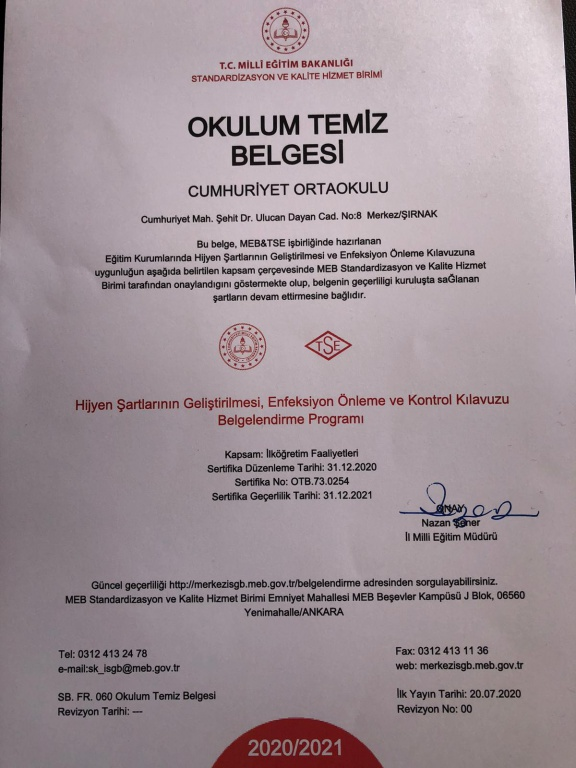 T.C. MİLLÎ EĞİTİM BAKANLIĞI
STANDARDİZASYON VE KALİTE HİZMET BİRİMİ
OKULUM TEMİZ
BELGESİ
CUMHURİYET ORTAOKULU
Cumhuriyet Mah. Şehit Dr. Ulucan Dayan Cad. No:8 Merkez/ŞIRNAK
Bu belge, MEB&TSE işbirliğinde hazırlanan
Eğitim Kurumlarında Hijyen Şartlarının Geliştirilmesi ve Enfeksiyon Önleme Kılavuzuna
uygunluğun aşağıda belirtilen kapsam çerçevesinde MEB Standardizasyon ve Kalite Hizmet
Birimi tarafından onaylandığını göstermekte olup, belgenin geçerliligi kuruluşta saĞlanan
şartların devam ettirmesine bağlıdır.
TSE
Hijyen Şartlarının Geliştirilmesi, Enfeksiyon Önleme ve Kontrol Kılavuzu
Belgelendirme Programı
Kapsam: İlköğretim Faaliyetleri
Sertifika Düzenleme Tarihi: 31.12.2020
Sertifika No: OTB.73.0254
Sertifika Geçerlilik Tarihi: 31.12.2021
ONAY
Nazan Şener
İl Milli Eğitim Müdürü
Güncel geçerliliği http://merkezisgb.meb.gov.tr/belgelendirme adresinden sorgulayabilirsiniz.
MEB Standardizasyon ve Kalite Hizmet Birimi Emniyet Mahallesi MEB Beşevler Kampüsü J Blok, 06560
Yenimahalle/ANKARA
Tel: 0312 413 24 78
e-mail:sk_isgb@meb.gov.tr
Fax: 0312 413 11 36
web: merkezisgb.meb.gov.tr
SB. FR. 060 Okulum Temiz Belgesi
Revizyon Tarihi: ---
İlk Yayın Tarihi: 20.07.2020
Revizyon No: 00
2020/2021